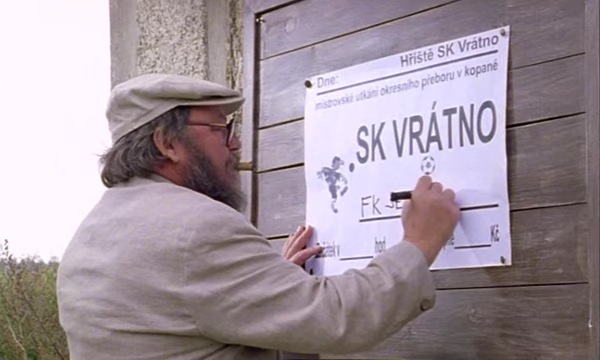 Hřiště SK Vrátno
Dne:
mistrovské utkání okresního přeboru v kopané
SK VRÁTNO
FK
v hod Kč